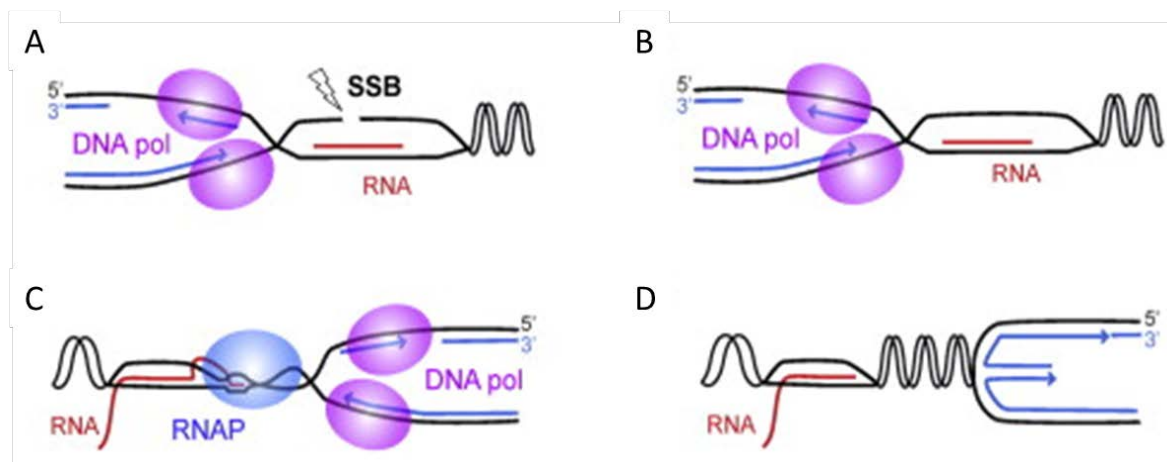 A
5'
3'
DNA pol
SSB
RNA
B
5'
3'
DNA pol
RNA
C
5'
3'
DNA pol
RNA
RNAP
D
5'
3'
RNA